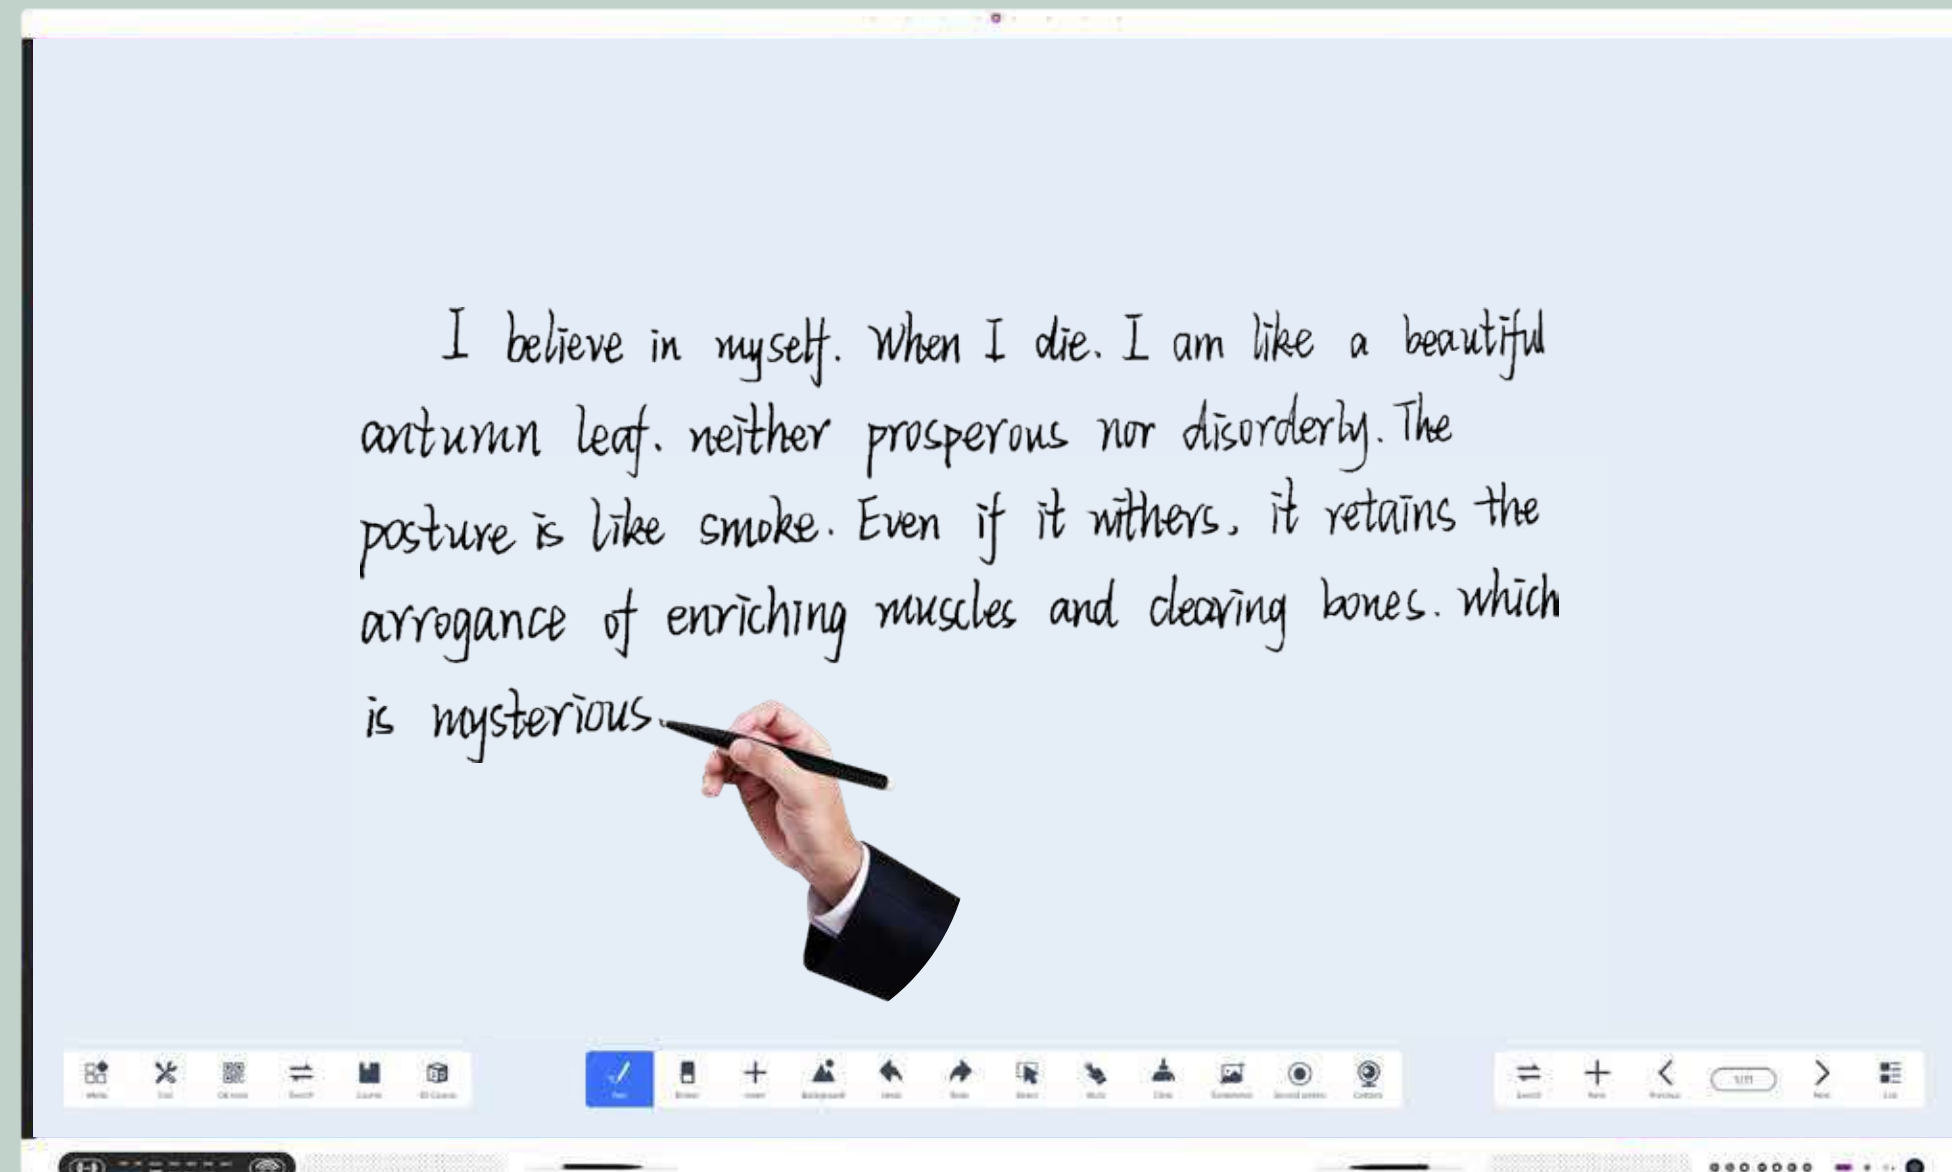 I believe in myself. When I die. I am like a beautiful
antumn leaf. neither prosperous nor disorderly. The
posture is like smoke. Even if it withers, it retains the
arrogance of enriching muscles and clearing bones. which
is mysterious.